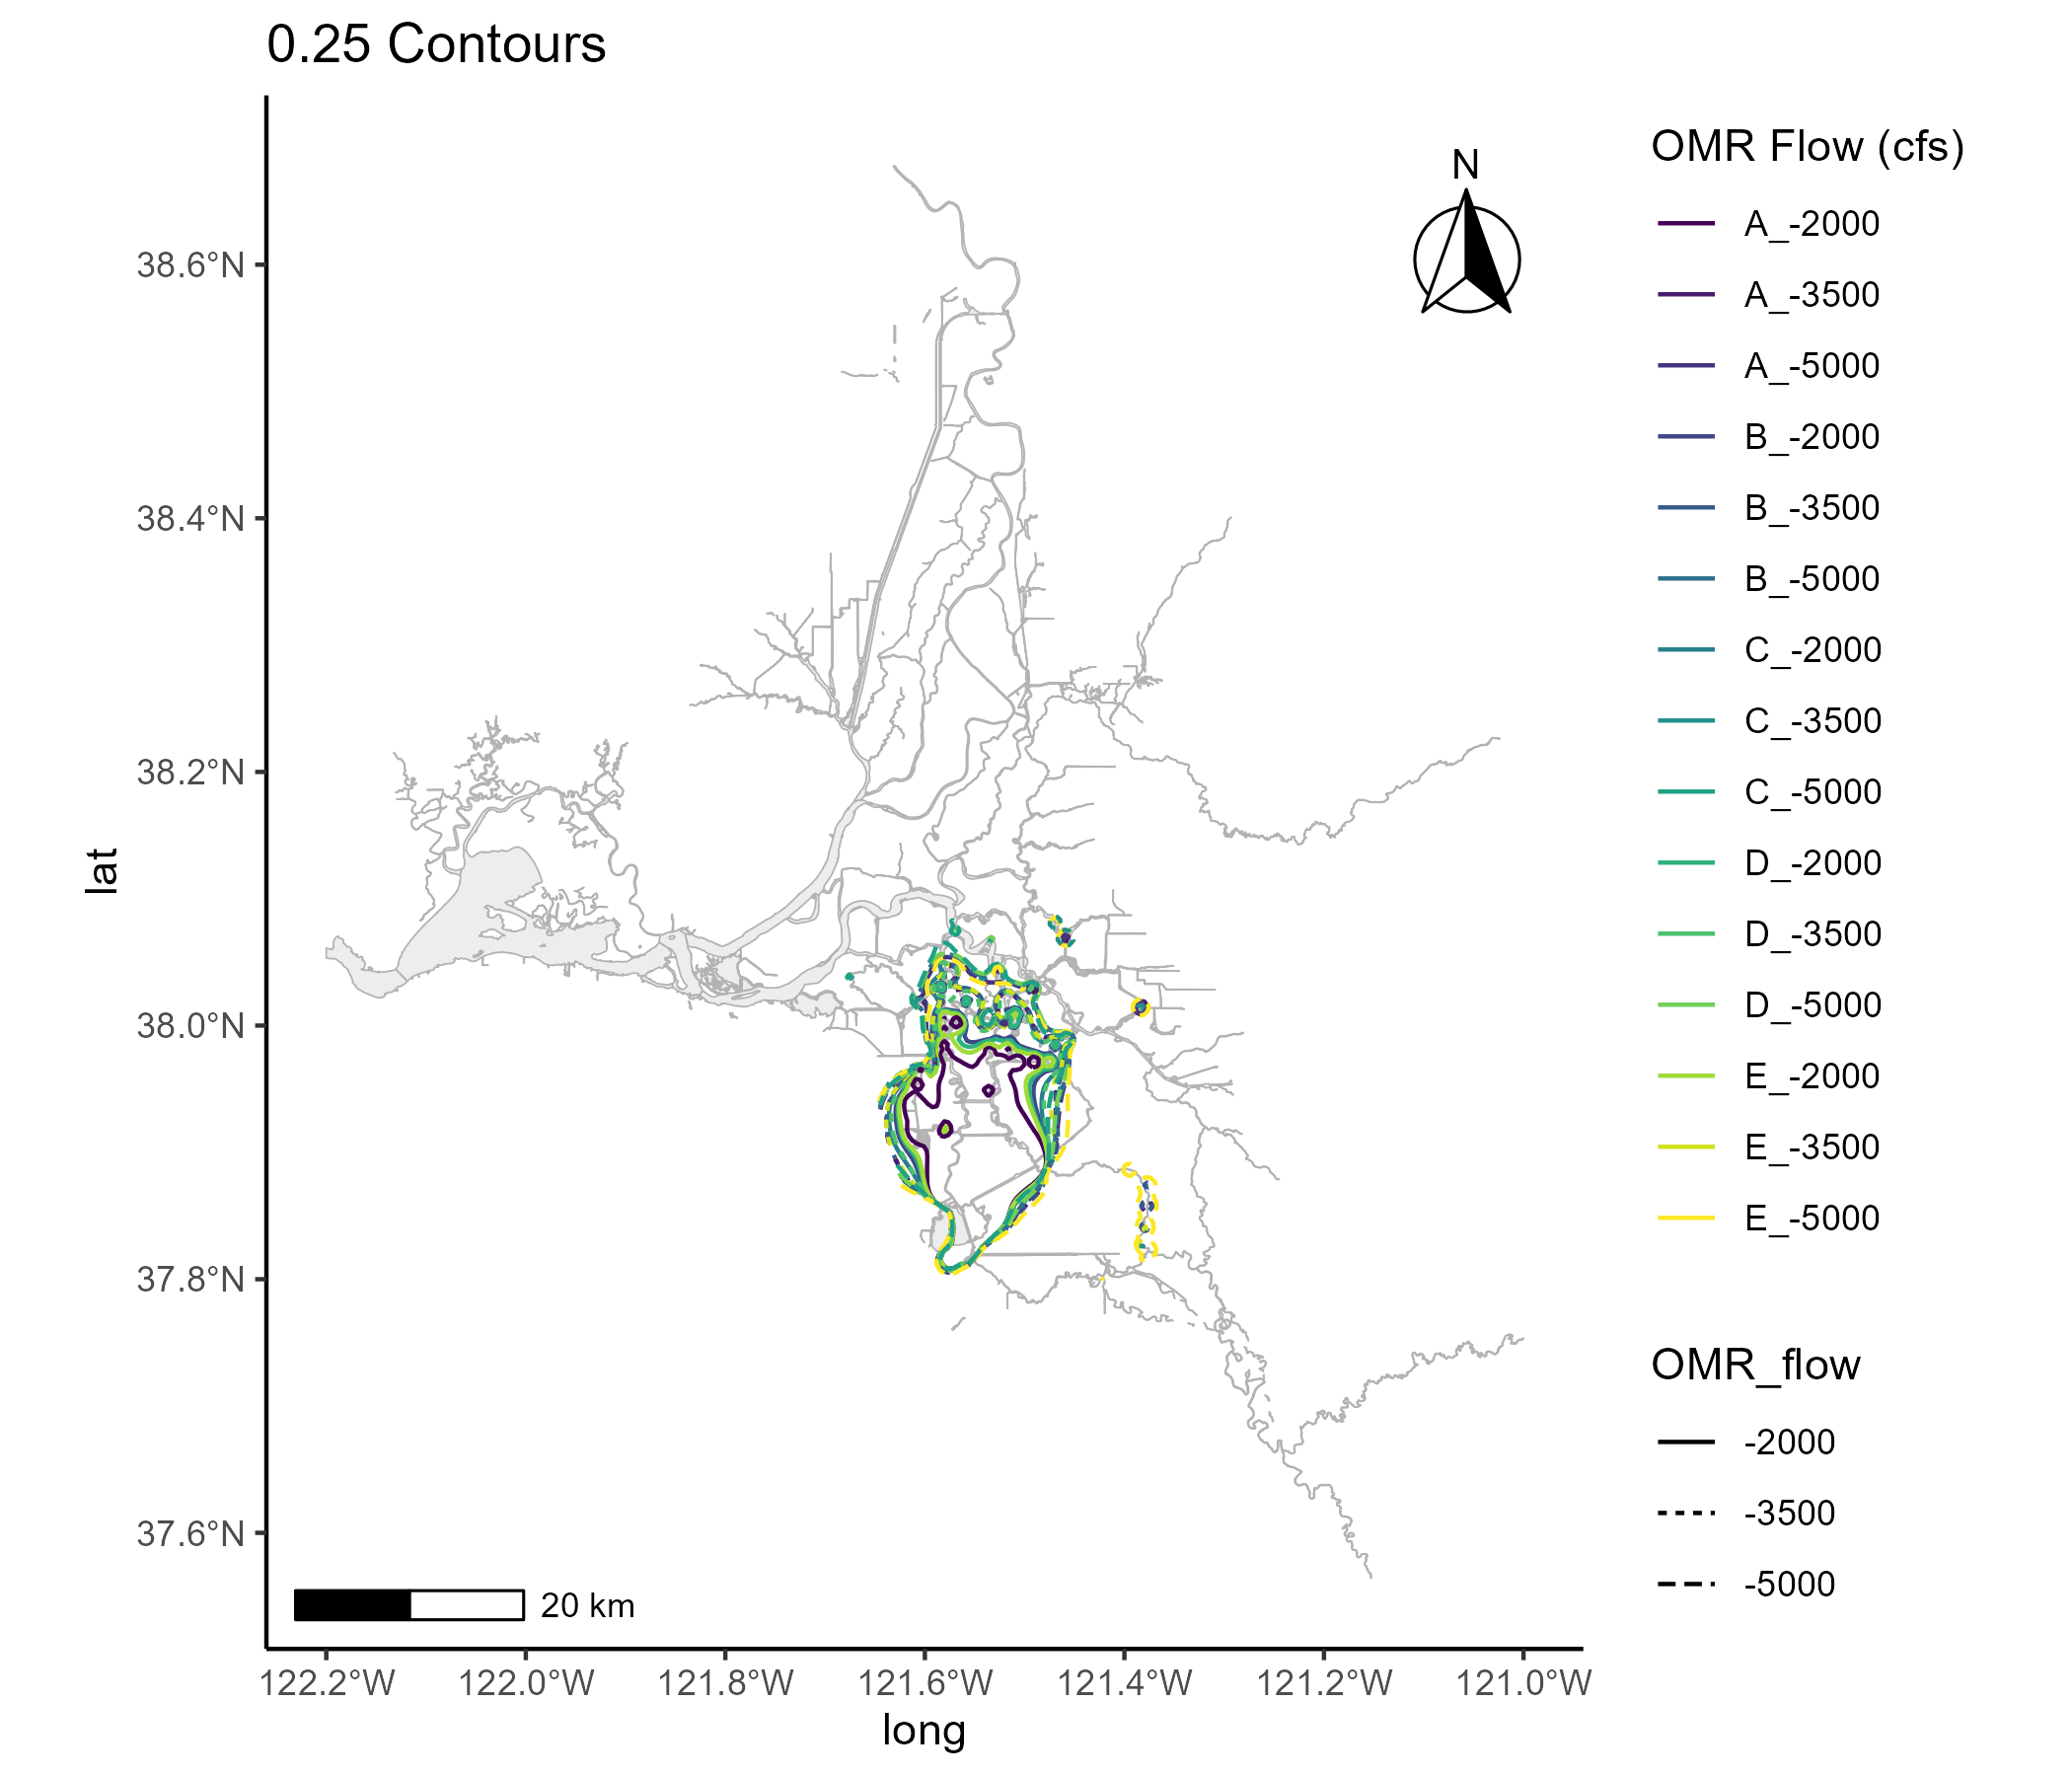 0.25 Contours
N
38.6°N
38.4°N
38.2°N
38.0°N
37.8°N
37.6°N
lat
20 km
122.2°W
122.0°W
121.8°W
121.6°W
121.4°W
121.2°W
121.0°W
long
OMR Flow (cfs)
A_-2000
A_-3500
A_-5000
B_-2000
B_-3500
B_-5000
C_-2000
C_-3500
C_-5000
D_-2000
D_-3500
D_-5000
E_-2000
E_-3500
E_-5000
OMR_flow
-2000
-3500
-5000